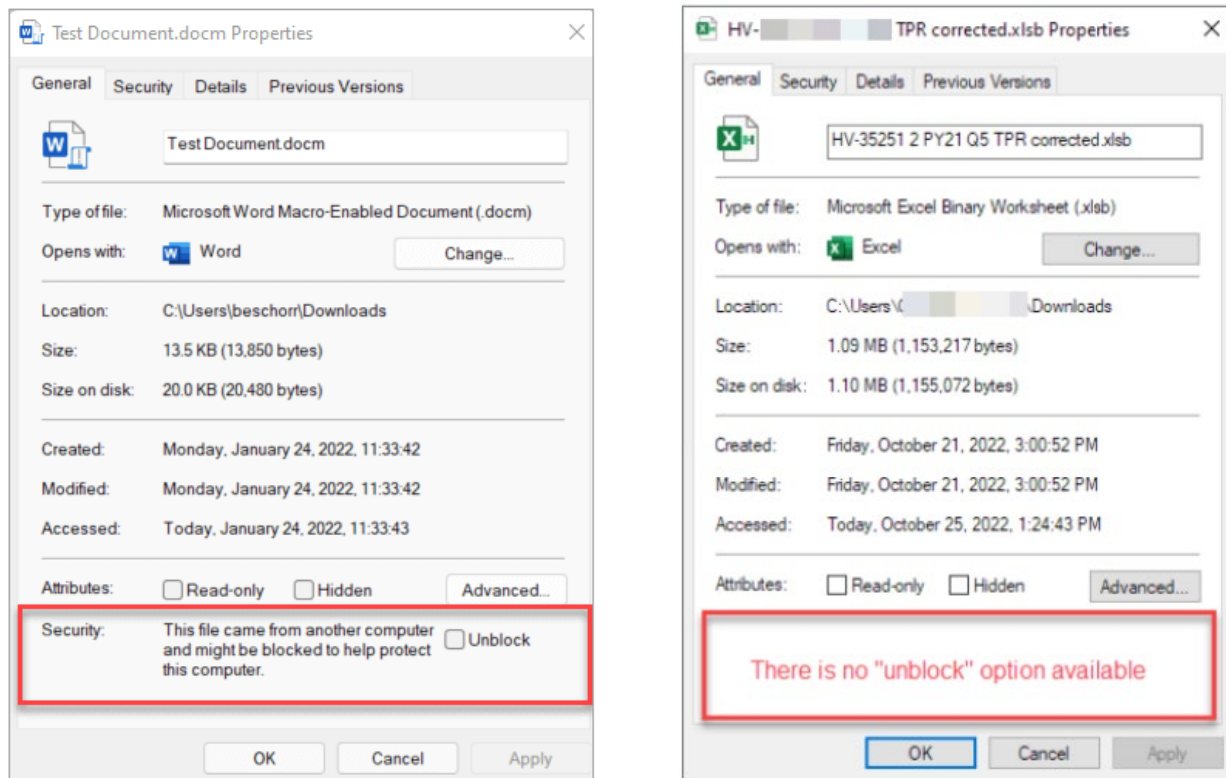 Test Document.docm Properties
General Security Details Previous Versions
Test Document.docm
Type of file: Microsoft Word Macro-Enabled Document (.docm)
Opens with: Word Change...
Location: C:\Users\beschorr\Downloads
Size: 13.5 KB (13,850 bytes)
Size on disk: 20.0 KB (20,480 bytes)
Created: Monday, January 24, 2022, 11:33:42
Modified: Monday, January 24, 2022, 11:33:42
Accessed: Today, January 24, 2022, 11:33:43
Attributes: Read-only Hidden Advanced...
Security: This file came from another computer
and might be blocked to help protect
this computer.
Unblock
OK Cancel Apply
HV- TPR corrected.xlsb Properties
General Security Details Previous Versions
HV-35251 2 PY21 Q5 TPR corrected.xlsb
Type of file: Microsoft Excel Binary Worksheet (.xlsb)
Opens with: Excel Change...
Location: C:\Users\ \Downloads
Size: 1.09 MB (1,153,217 bytes)
Size on disk: 1.10 MB (1,155,072 bytes)
Created: Friday, October 21, 2022, 3:00:52 PM
Modified: Friday, October 21, 2022, 3:00:52 PM
Accessed: Today, October 25, 2022, 1:24:43 PM
Attributes: Read-only Hidden Advanced...
There is no "unblock" option available
OK Cancel Apply